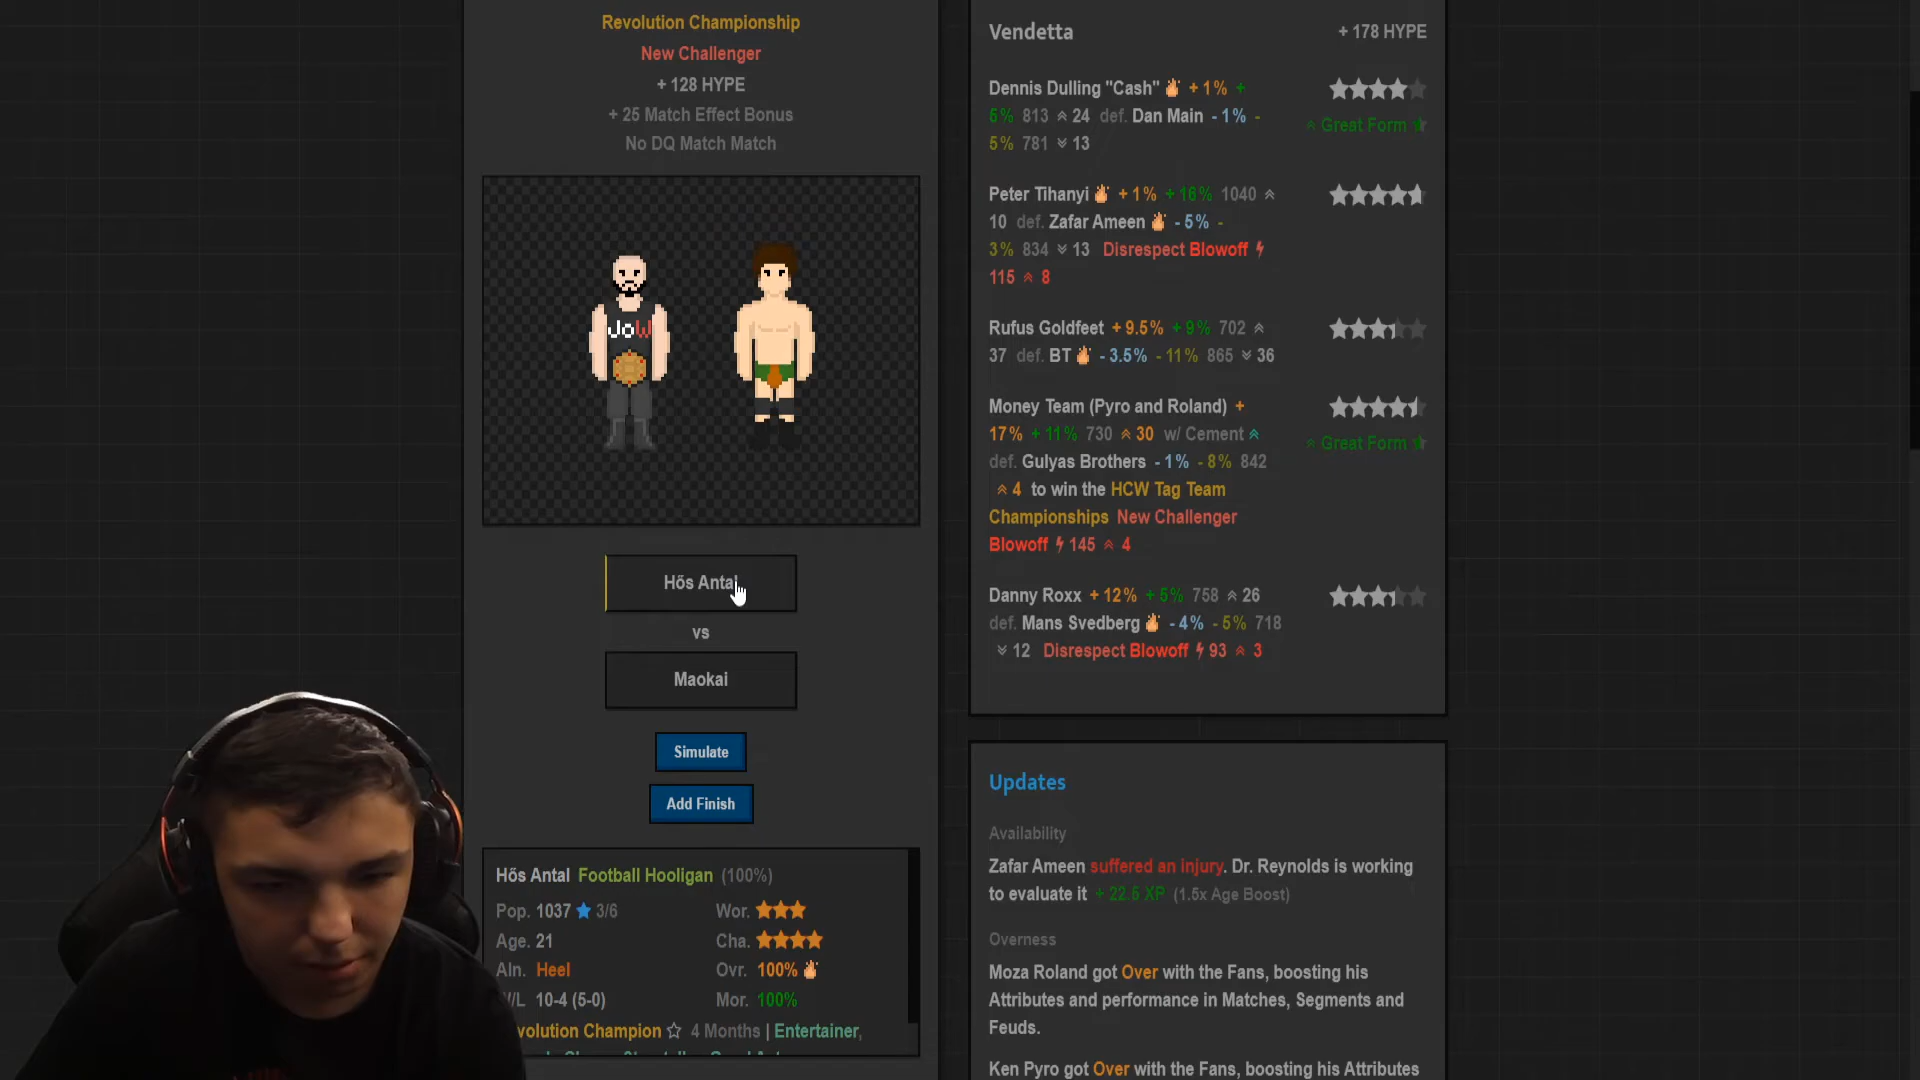 Revolution Championship
New Challenger
+ 128 HYPE
+ 25 Match Effect Bonus
No DQ Match Match
JoW
Hős Antal
vs
Maokai
Simulate
Add Finish
Hős Antal Football Hooligan (100%)
Pop. 1037 3/6 Wor.
Age. 21 Cha.
Aln. Heel Ovr. 100%
W/L 10-4 (5-0) Mor. 100%
volution Champion ☆ 4 Months | Entertainer,
Vendetta + 178 HYPE
Dennis Dulling "Cash" + 1% +
5% 813 24 def. Dan Main - 1% -
5% 781 13
Great Form
Peter Tihanyi + 1% + 16% 1040
10 def. Zafar Ameen - 5% -
3% 834 13 Disrespect Blowoff
115 8
Rufus Goldfeet + 9.5% + 9% 702
37 def. BT - 3.5% - 11% 865 36
Money Team (Pyro and Roland) +
17% + 11% 730 30 w/ Cement
Great Form
def. Gulyas Brothers - 1% - 8% 842
4 to win the HCW Tag Team
Championships New Challenger
Blowoff 145 4
Danny Roxx + 12% + 5% 758 26
def. Mans Svedberg - 4% - 5% 718
12 Disrespect Blowoff 93 3
Updates
Availability
Zafar Ameen suffered an injury. Dr. Reynolds is working
to evaluate it + 22.5 XP (1.5x Age Boost)
Overness
Moza Roland got Over with the Fans, boosting his
Attributes and performance in Matches, Segments and
Feuds.
Ken Pyro got Over with the Fans, boosting his Attributes